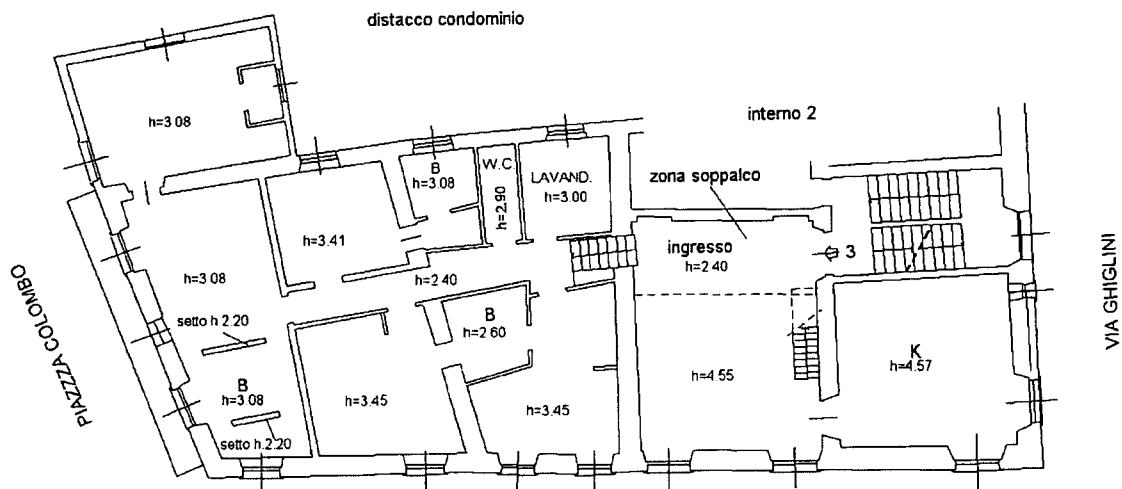 distacco condominio
interno 2
h=3.08
B
h=3.08
W.C
h=2.90
LAVAND.
h=3.00
zona soppalco
ingresso
h=2.40
3
h=3.41
h=3.08
h=2.40
setto h 2.20
B
h=2.60
PIAZZZA COLOMBO
VIA GHIGLINI
K
h=4.57
h=4.55
B
h=3.08
h=3.45
h=3.45
setto h.2.20